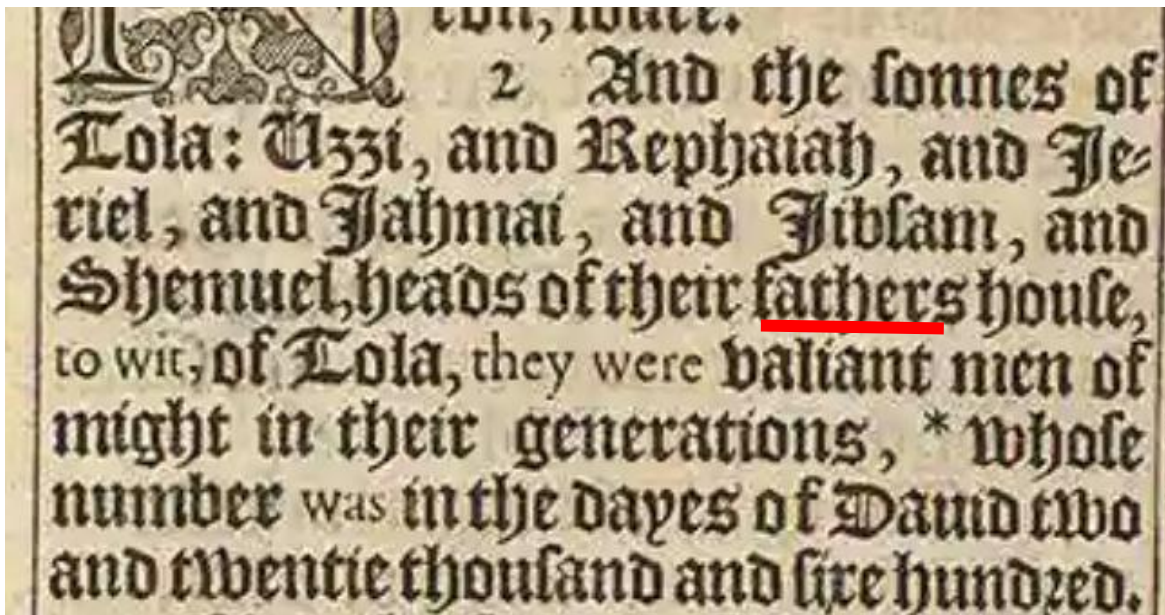 2 And the ſonnes of
Tola: Uzzi, and Rephaiah, and Je-
riel, and Jahmai, and Jibſam, and
Shemuel, heads of their fathers houſe,
to wit, of Tola, they were valiant men of
might in their generations, * whoſe
number was in the dayes of Dauid two
and twentie thouſand and ſixe hundred.